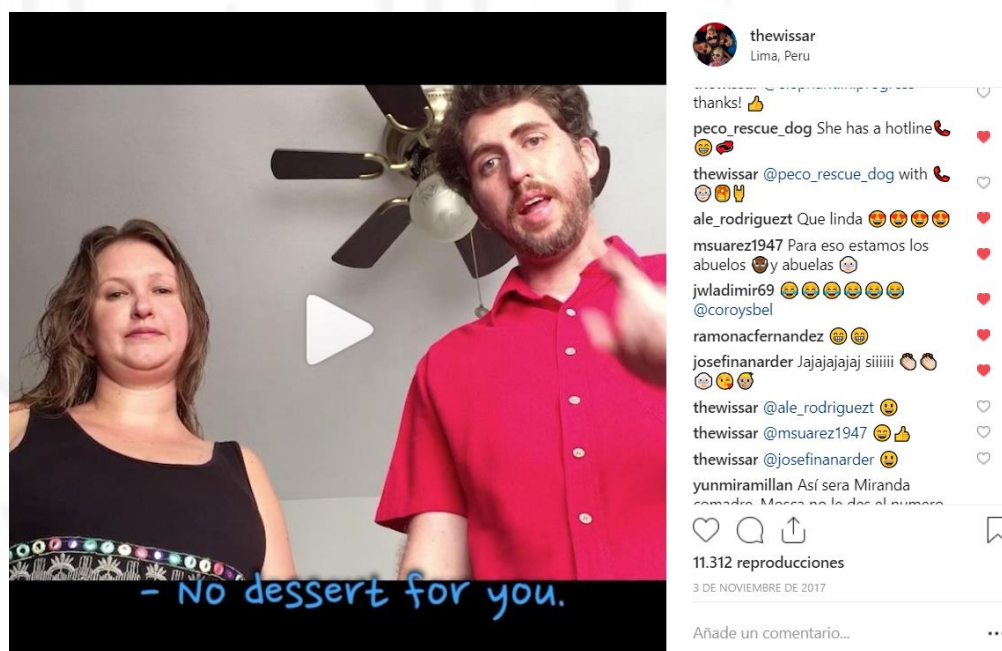 thewissar
Lima, Peru
thanks! 👍
peco_rescue_dog She has a hotline📞
😁💋
thewissar @peco_rescue_dog with 📞
👵🏻👊🤘
ale_rodriguezt Que linda 😍😍😍😍
msuarez1947 Para eso estamos los
abuelos 🧔🏿y abuelas 👵🏻
jwladimir69 😂😂😂😂😂😂
@coroysbel
ramonacfernandez 😁😁
josefinanarder Jajajajajaj siiiiii 👏🏻👏🏻
👵🏻😘👼🏼
thewissar @ale_rodriguezt 😃
thewissar @msuarez1947 😄👍
thewissar @josefinanarder 😃
yunmiramillan Así sera Miranda
11.312 reproducciones
3 DE NOVIEMBRE DE 2017
Añade un comentario...
- No dessert for you.